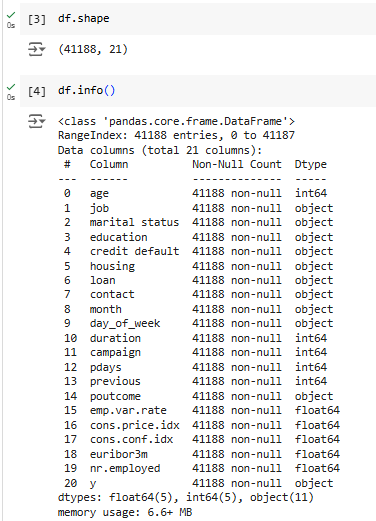 [3] df.shape
0s
(41188, 21)
[4] df.info()
0s
<class 'pandas.core.frame.DataFrame'>
RangeIndex: 41188 entries, 0 to 41187
Data columns (total 21 columns):
 #   Column          Non-Null Count  Dtype
---  ------          --------------  -----
 0   age             41188 non-null  int64
 1   job             41188 non-null  object
 2   marital status  41188 non-null  object
 3   education       41188 non-null  object
 4   credit default  41188 non-null  object
 5   housing         41188 non-null  object
 6   loan            41188 non-null  object
 7   contact         41188 non-null  object
 8   month           41188 non-null  object
 9   day_of_week     41188 non-null  object
 10  duration        41188 non-null  int64
 11  campaign        41188 non-null  int64
 12  pdays           41188 non-null  int64
 13  previous        41188 non-null  int64
 14  poutcome        41188 non-null  object
 15  emp.var.rate    41188 non-null  float64
 16  cons.price.idx  41188 non-null  float64
 17  cons.conf.idx   41188 non-null  float64
 18  euribor3m       41188 non-null  float64
 19  nr.employed     41188 non-null  float64
 20  y               41188 non-null  object
dtypes: float64(5), int64(5), object(11)
memory usage: 6.6+ MB